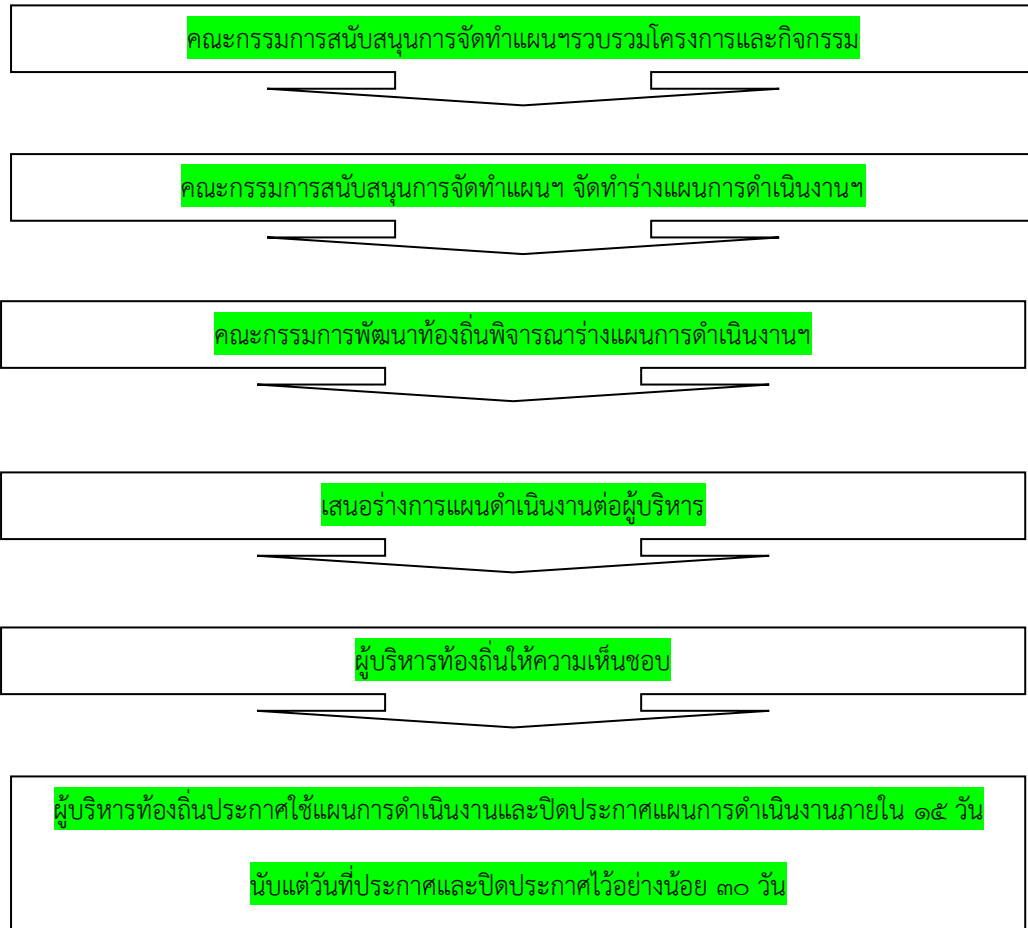 คณะกรรมการสนับสนุนการจัดทำแผนฯรวบรวมโครงการและกิจกรรม
คณะกรรมการสนับสนุนการจัดทำแผนฯ จัดทำร่างแผนการดำเนินงานฯ
คณะกรรมการพัฒนาท้องถิ่นพิจารณาร่างแผนการดำเนินงานฯ
เสนอร่างการแผนดำเนินงานต่อผู้บริหาร
ผู้บริหารท้องถิ่นให้ความเห็นชอบ
ผู้บริหารท้องถิ่นประกาศใช้แผนการดำเนินงานและปิดประกาศแผนการดำเนินงานภายใน ๑๕ วัน
นับแต่วันที่ประกาศและปิดประกาศไว้อย่างน้อย ๓๐ วัน